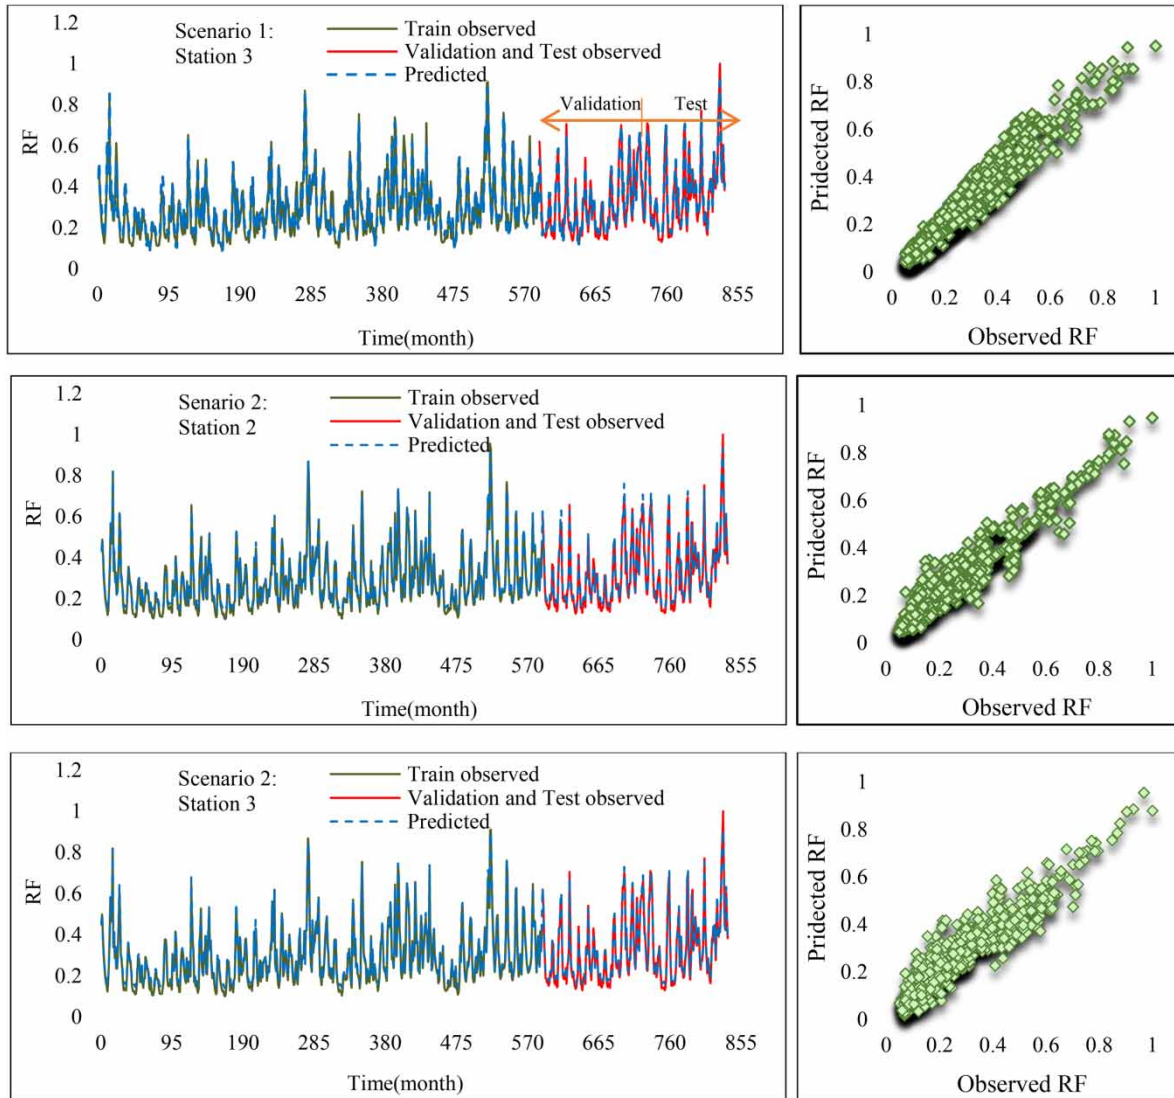 1.2
1
0.8
0.6
0.4
0.2
0
RF
Scenario 1:
Station 3
Train observed
Validation and Test observed
Predicted
Validation
Test
0 95 190 285 380 475 570 665 760 855
Time(month)
Pridected RF
1
0.8
0.6
0.4
0.2
0
0 0.2 0.4 0.6 0.8 1
Observed RF
1.2
1
0.8
0.6
0.4
0.2
0
RF
Senario 2:
Station 2
Train observed
Validation and Test observed
Predicted
0 95 190 285 380 475 570 665 760 855
Time(month)
Pridected RF
1
0.8
0.6
0.4
0.2
0
0 0.2 0.4 0.6 0.8 1
Observed RF
1.2
1
0.8
0.6
0.4
0.2
0
RF
Scenario 2:
Station 3
Train observed
Validation and Test observed
Predicted
0 95 190 285 380 475 570 665 760 855
Time(month)
Pridected RF
1
0.8
0.6
0.4
0.2
0
0 0.2 0.4 0.6 0.8 1
Observed RF